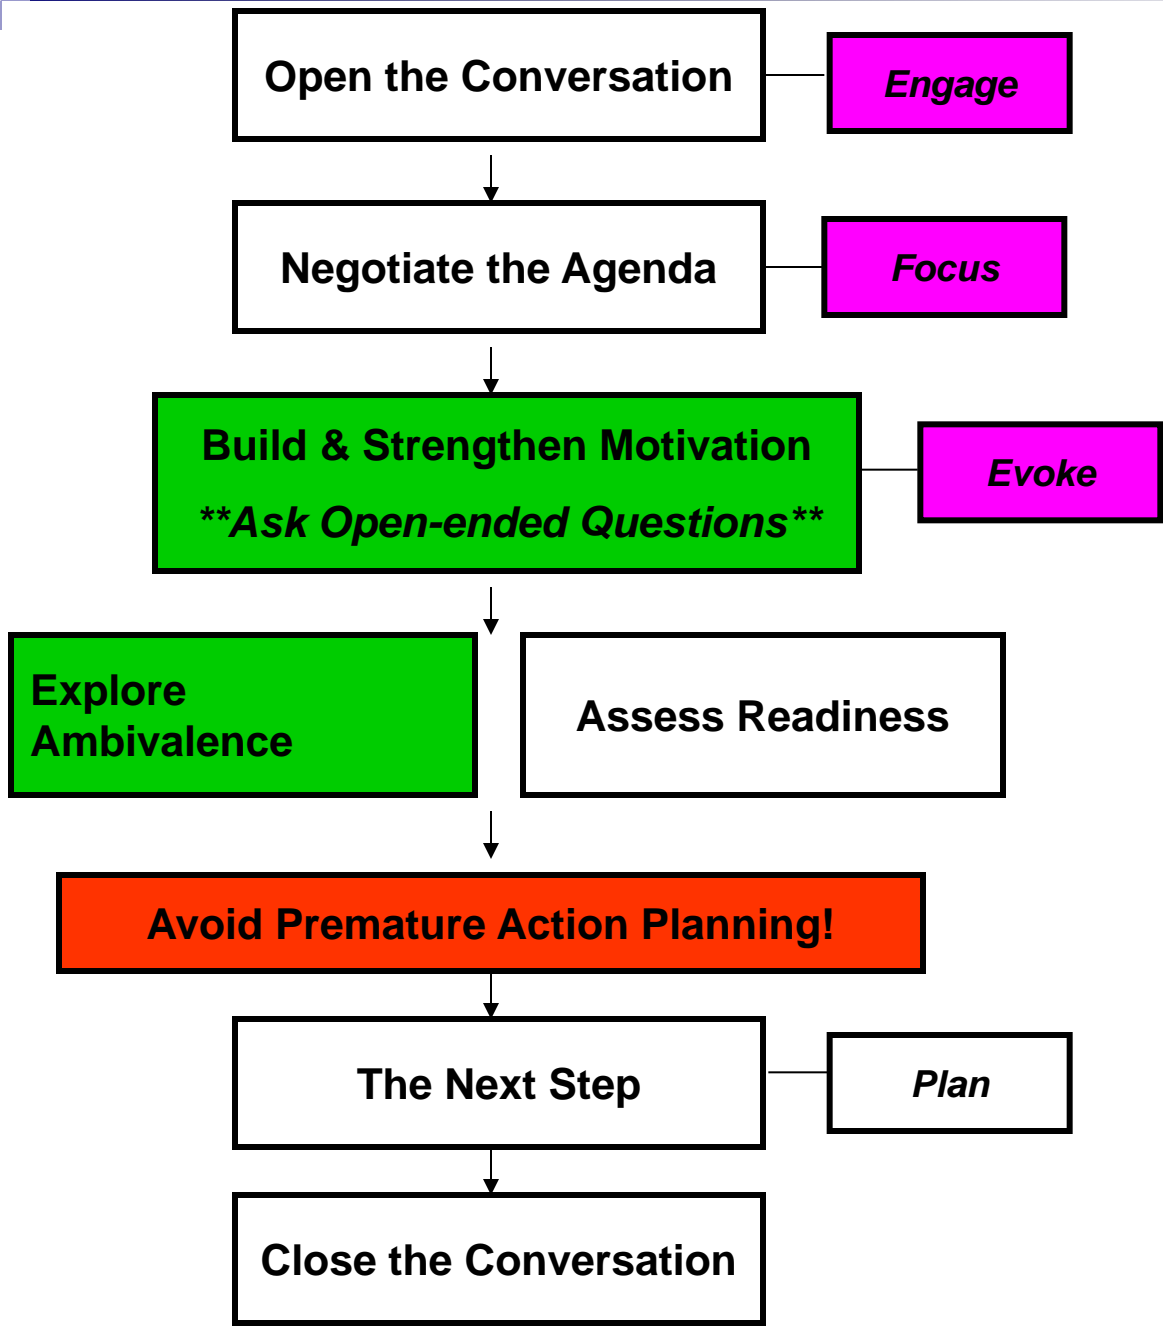 Open the Conversation
Engage
Negotiate the Agenda
Focus
Build & Strengthen Motivation
**Ask Open-ended Questions**
Evoke
Explore
Ambivalence
Assess Readiness
Avoid Premature Action Planning!
The Next Step
Plan
Close the Conversation